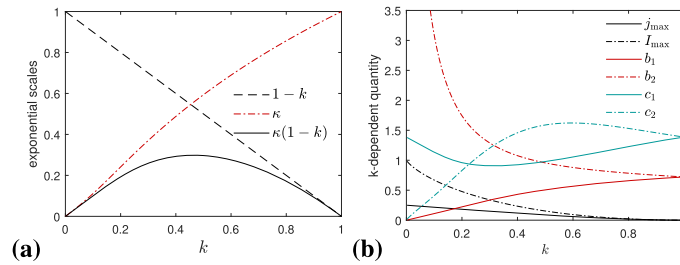 1
0.8
0.6
0.4
0.2
0
0
0.2
0.4
0.6
0.8
1
exponential scales
k
1 − k
κ
κ(1 − k)
(a)
3.5
3
2.5
2
1.5
1
0.5
0
0
0.2
0.4
0.6
0.8
k-dependent quantity
k
j_max
I_max
b_1
b_2
c_1
c_2
(b)